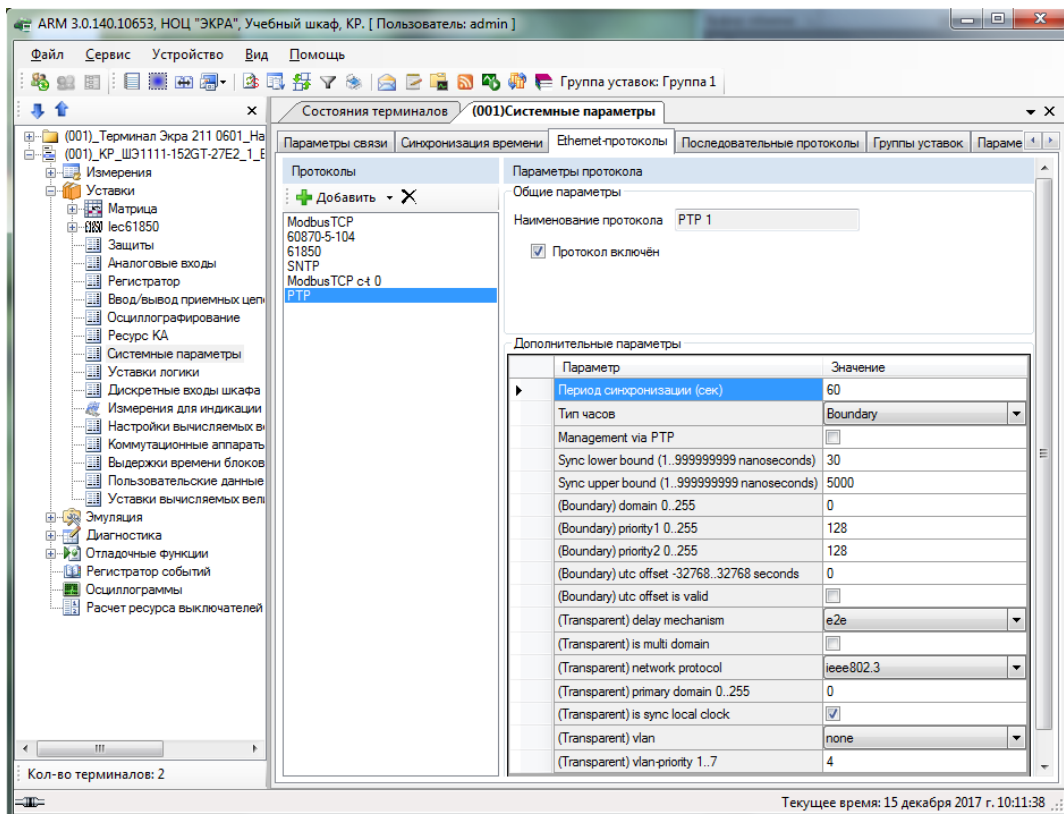 ARM 3.0.140.10653, НОЦ "ЭКРА", Учебный шкаф, КР. [ Пользователь: admin ]
Файл Сервис Устройство Вид Помощь
Группа уставок: Группа 1
Состояния терминалов (001)Системные параметры
(001)_Терминал Экра 211 0601_На
(001)_КР_ШЭ1111-152GT-27E2_1_Е
Измерения
Уставки
Матрица
Iec61850
Защиты
Аналоговые входы
Регистратор
Ввод/вывод приемных цепе
Осциллографирование
Ресурс КА
Системные параметры
Уставки логики
Дискретные входы шкафа
Измерения для индикации
Настройки вычисляемых в
Коммутационные аппараты
Выдержки времени блоков
Пользовательские данные
Уставки вычисляемых вели
Эмуляция
Диагностика
Отладочные функции
Регистратор событий
Осциллограммы
Расчет ресурса выключателей
Кол-во терминалов: 2
Параметры связи Синхронизация времени Ethernet-протоколы Последовательные протоколы Группы уставок Параме
Протоколы
Добавить
ModbusTCP
60870-5-104
61850
SNTP
ModbusTCP c-t 0
PTP
Параметры протокола
Общие параметры
Наименование протокола PTP 1
Протокол включён
Дополнительные параметры
Параметр Значение
Период синхронизации (сек) 60
Тип часов Boundary
Management via PTP
Sync lower bound (1..999999999 nanoseconds) 30
Sync upper bound (1..999999999 nanoseconds) 5000
(Boundary) domain 0..255 0
(Boundary) priority1 0..255 128
(Boundary) priority2 0..255 128
(Boundary) utc offset -32768..32768 seconds 0
(Boundary) utc offset is valid
(Transparent) delay mechanism e2e
(Transparent) is multi domain
(Transparent) network protocol ieee802.3
(Transparent) primary domain 0..255 0
(Transparent) is sync local clock
(Transparent) vlan none
(Transparent) vlan-priority 1..7 4
Текущее время: 15 декабря 2017 г. 10:11:38